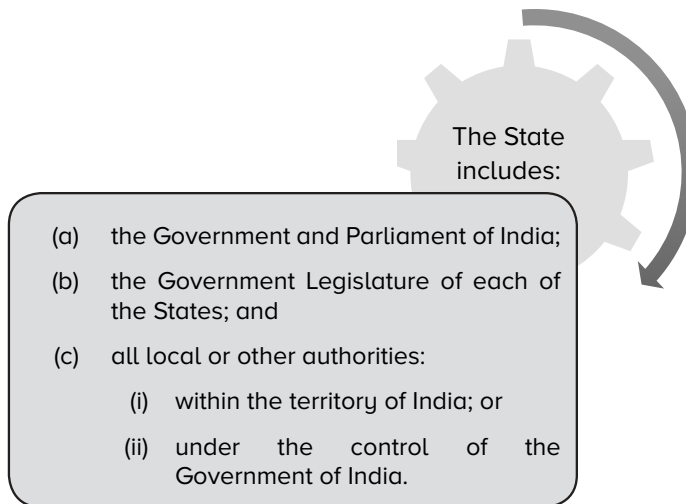 The State
includes:
(a) the Government and Parliament of India;
(b) the Government Legislature of each of
the States; and
(c) all local or other authorities:
(i) within the territory of India; or
(ii) under the control of the
Government of India.